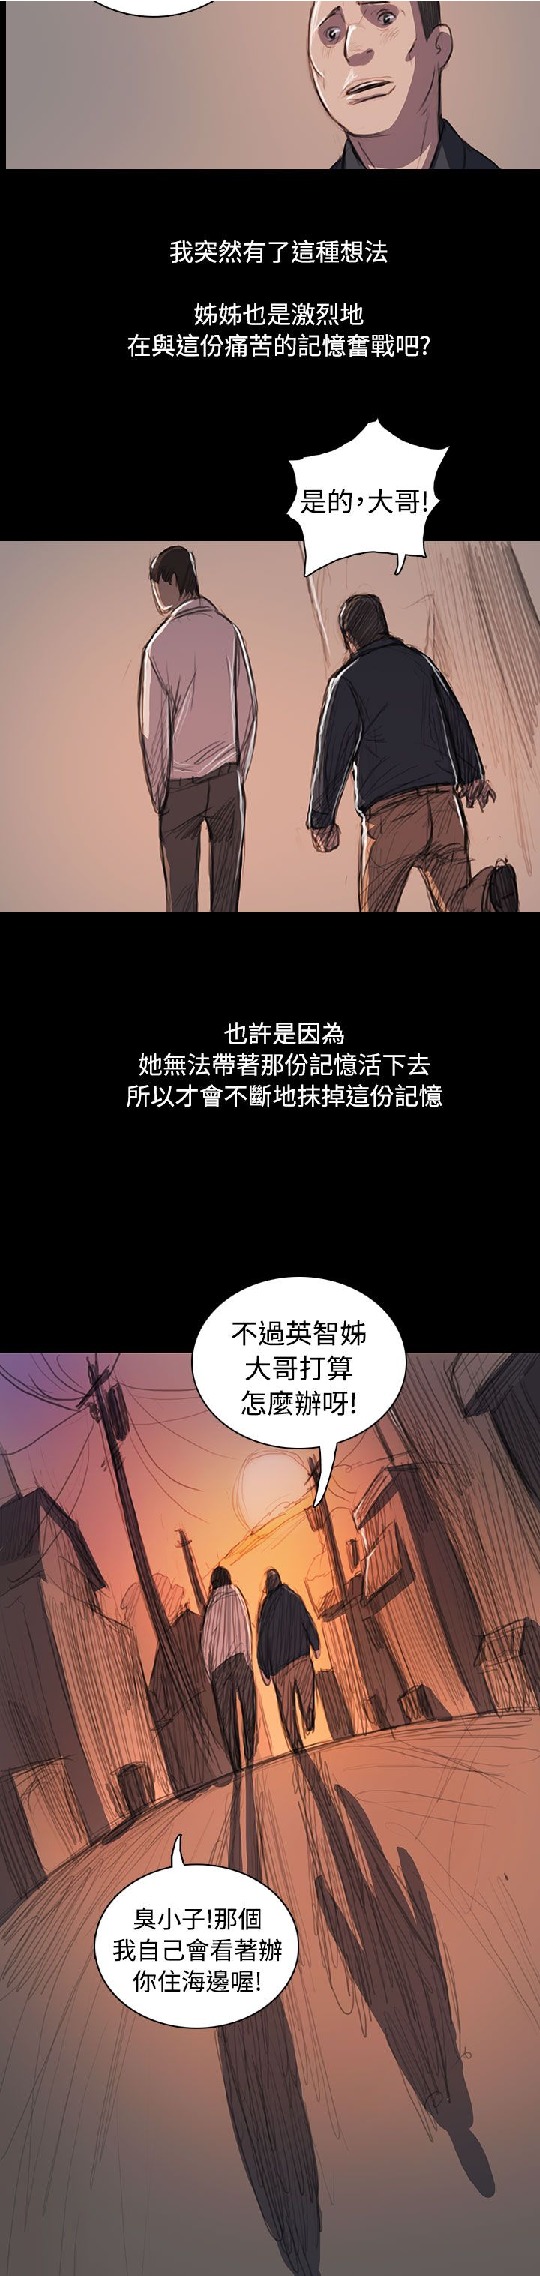 我突然有了這種想法
姊姊也是激烈地
在與這份痛苦的記憶奮戰吧?
是的，大哥!
也許是因為
她無法帶著那份記憶活下去
所以才會不斷地抹掉這份記憶
不過英智姊
大哥打算
怎麼辦呀!
臭小子!那個
我自己會看著辦
你住海邊喔!